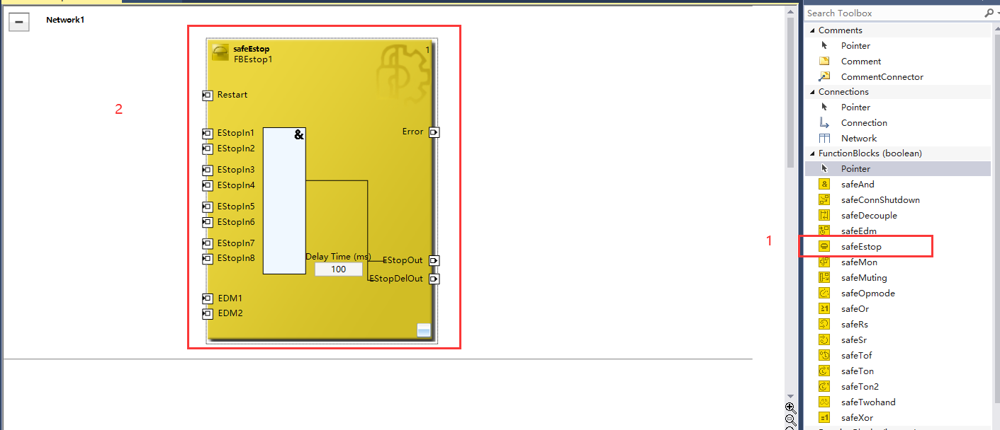 Network1
safeEstop
1
FBEstop1
Restart
2
EStopIn1
&
Error
EStopIn2
EStopIn3
EStopIn4
EStopIn5
EStopIn6
EStopIn7
EStopIn8
Delay Time (ms)
100
EStopOut
EStopDelOut
EDM1
EDM2
1
Search Toolbox
Comments
Pointer
Comment
CommentConnector
Connections
Pointer
Connection
Network
FunctionBlocks (boolean)
Pointer
& safeAnd
safeConnShutdown
safeDecouple
safeEdm
safeEstop
safeMon
safeMuting
safeOpmode
≥1 safeOr
safeRs
safeSr
safeTof
safeTon
safeTon2
safeTwohand
=1 safeXor